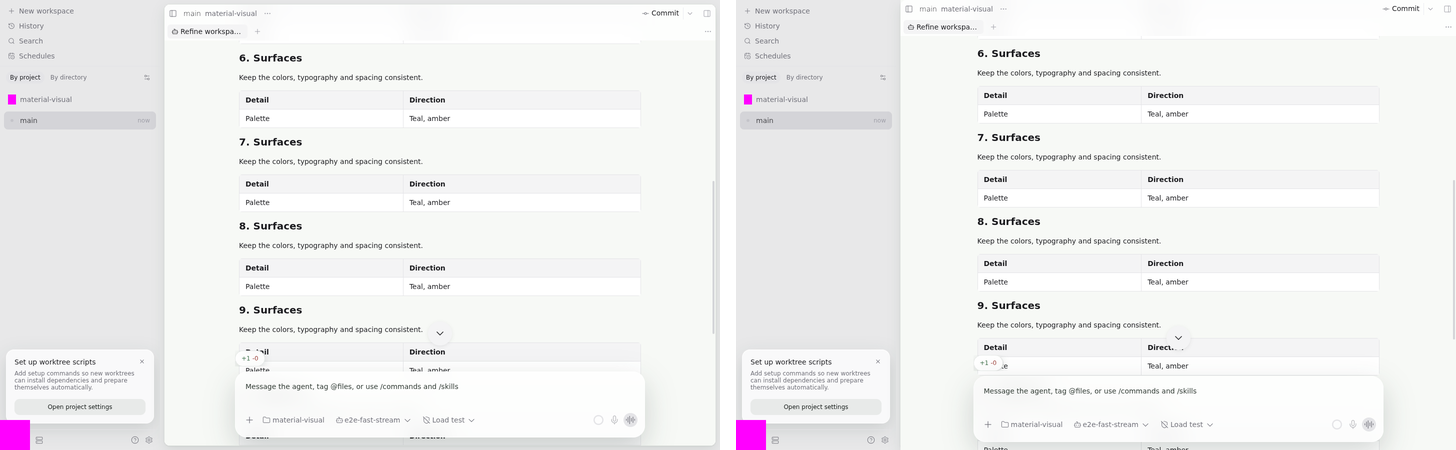 New workspace
History
Search
Schedules
By project By directory
material-visual
main now
Set up worktree scripts
Add setup commands so new worktrees
can install dependencies and prepare
themselves automatically.
Open project settings
main material-visual ...
Commit
Refine workspa...
6. Surfaces
Keep the colors, typography and spacing consistent.
Detail Direction
Palette Teal, amber
7. Surfaces
Keep the colors, typography and spacing consistent.
Detail Direction
Palette Teal, amber
8. Surfaces
Keep the colors, typography and spacing consistent.
Detail Direction
Palette Teal, amber
9. Surfaces
Keep the colors, typography and spacing consistent.
Detail Direction
+1 -0
Palette Teal, amber
Message the agent, tag @files, or use /commands and /skills
material-visual e2e-fast-stream Load test
Detail Direction
New workspace
History
Search
Schedules
By project By directory
material-visual
main now
Set up worktree scripts
Add setup commands so new worktrees
can install dependencies and prepare
themselves automatically.
Open project settings
main material-visual ...
Commit
Refine workspa...
6. Surfaces
Keep the colors, typography and spacing consistent.
Detail Direction
Palette Teal, amber
7. Surfaces
Keep the colors, typography and spacing consistent.
Detail Direction
Palette Teal, amber
8. Surfaces
Keep the colors, typography and spacing consistent.
Detail Direction
Palette Teal, amber
9. Surfaces
Keep the colors, typography and spacing consistent.
Detail Direction
+1 -0
Teal, amber
Message the agent, tag @files, or use /commands and /skills
material-visual e2e-fast-stream Load test
Palette Teal, amber